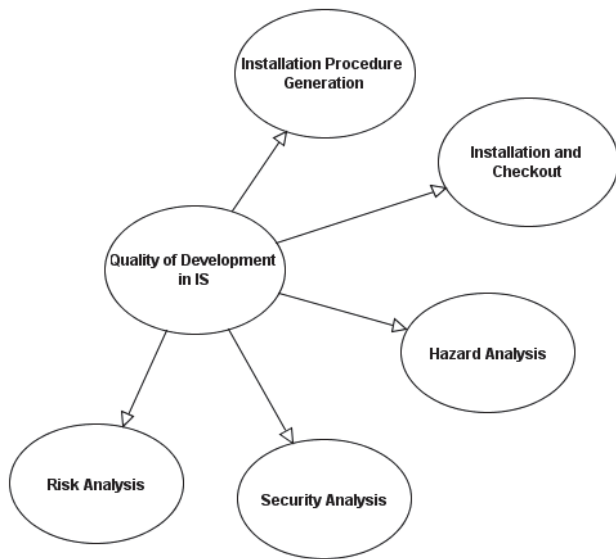 Installation Procedure
Generation
Installation and
Checkout
Quality of Development
in IS
Hazard Analysis
Risk Analysis
Security Analysis